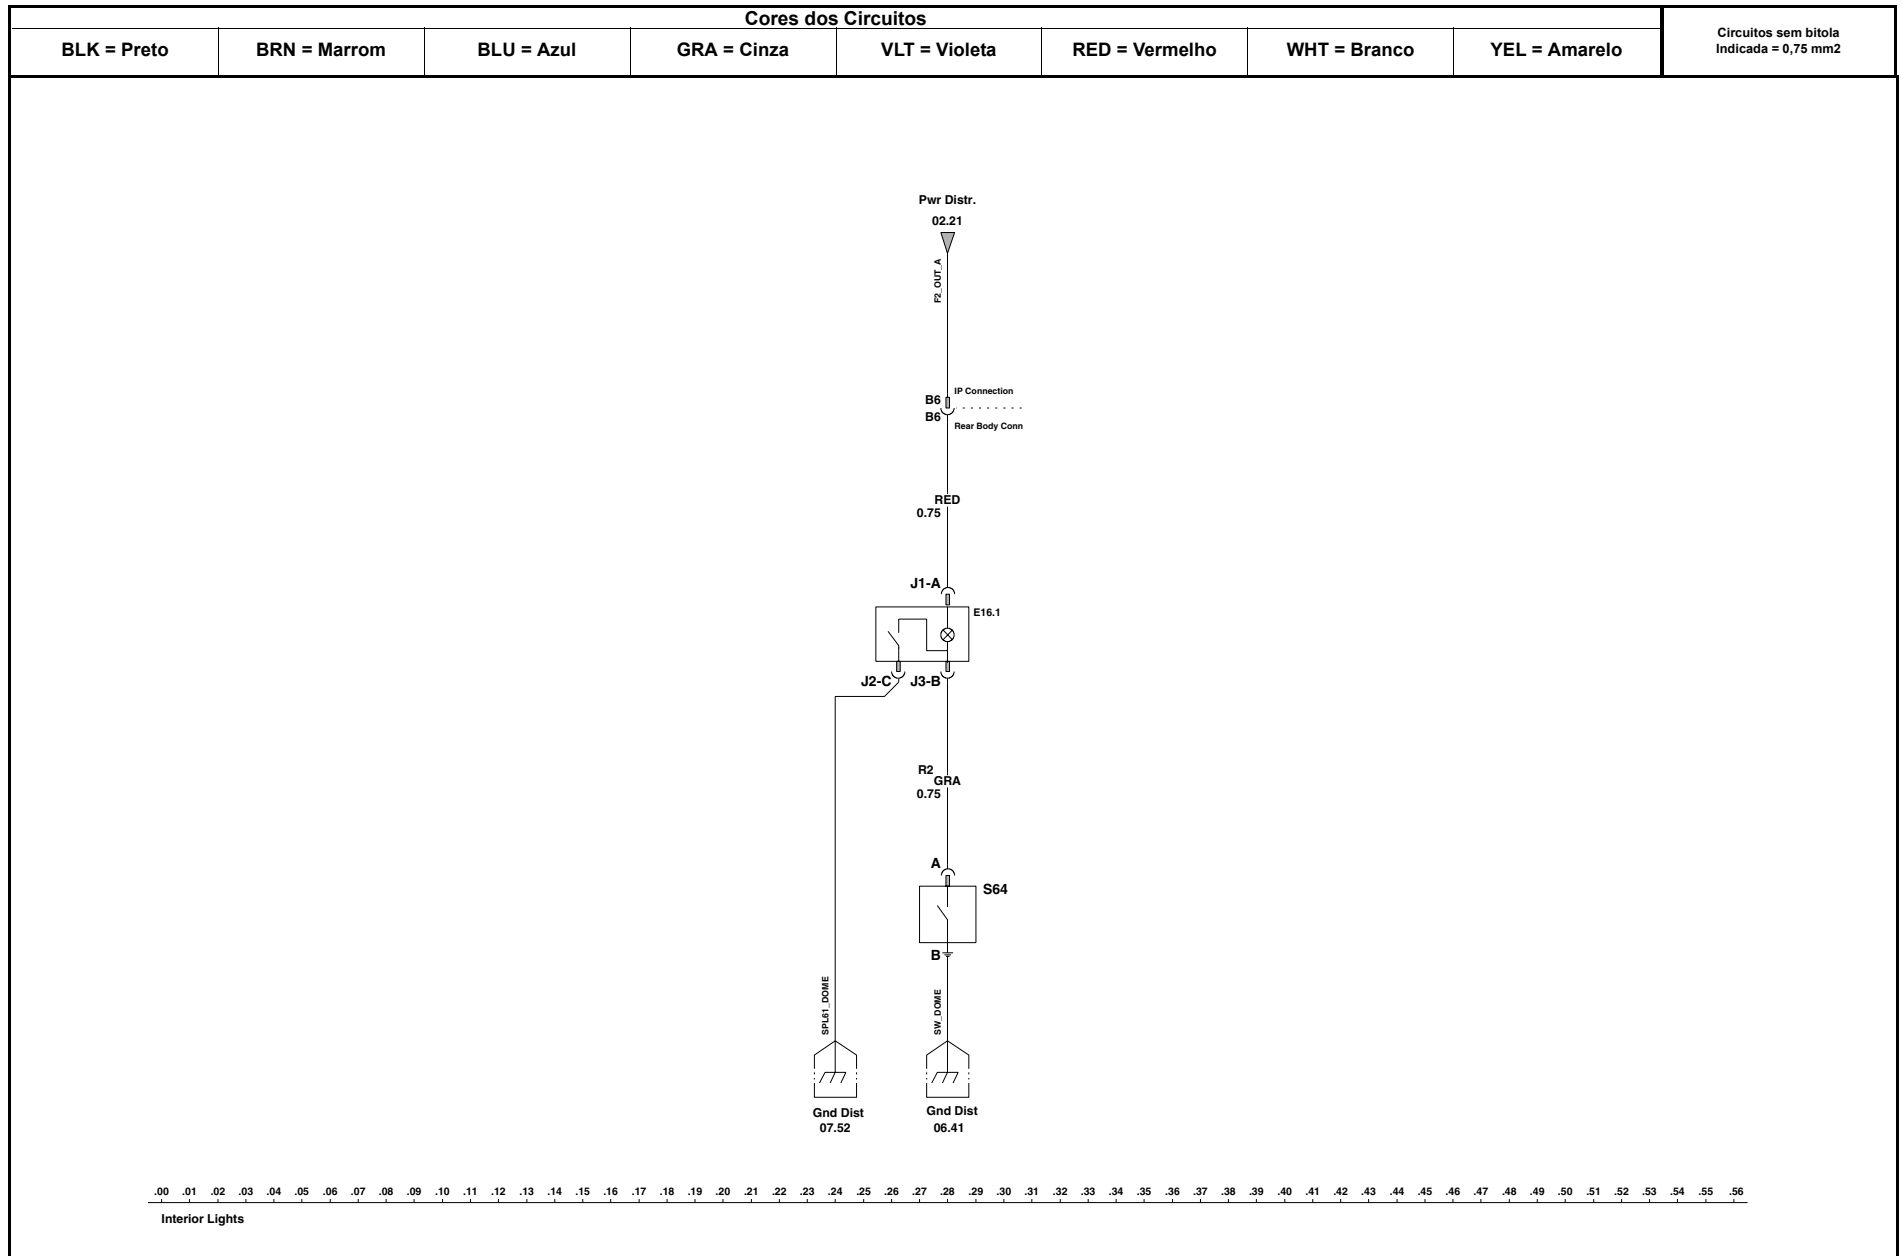 Cores dos Circuitos
BLK = Preto
BRN = Marrom
BLU = Azul
GRA = Cinza
VLT = Violeta
RED = Vermelho
WHT = Branco
YEL = Amarelo
Circuitos sem bitola
Indicada = 0,75 mm2
Pwr Distr.
02.21
F2_OUT_A
IP Connection
B6
B6
Rear Body Conn
RED
0.75
J1-A
E16.1
J2-C
J3-B
R2
GRA
0.75
A
S64
B
SPL61_DOME
SW_DOME
Gnd Dist
07.52
Gnd Dist
06.41
.00 .01 .02 .03 .04 .05 .06 .07 .08 .09 .10 .11 .12 .13 .14 .15 .16 .17 .18 .19 .20 .21 .22 .23 .24 .25 .26 .27 .28 .29 .30 .31 .32 .33 .34 .35 .36 .37 .38 .39 .40 .41 .42 .43 .44 .45 .46 .47 .48 .49 .50 .51 .52 .53 .54 .55 .56
Interior Lights